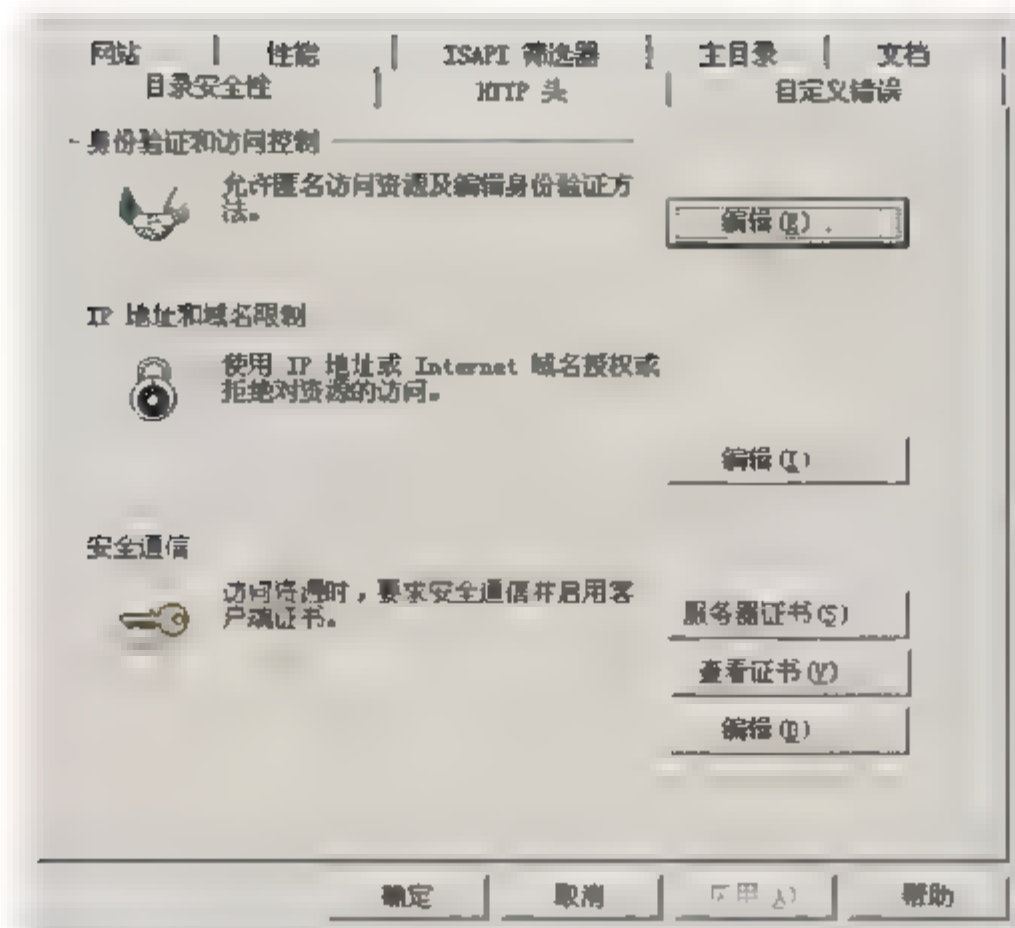 网站 性能 ISAPI 筛选器 主目录 文档
目录安全性 HTTP 头 自定义错误
身份验证和访问控制
允许匿名访问资源及编辑身份验证方
法。
编辑(E).
IP 地址和域名限制
使用 IP 地址或 Internet 域名授权或
拒绝对资源的访问。
编辑(I)
安全通信
访问资源时，要求安全通信并启用客
户端证书。
服务器证书(S)
查看证书(V)
编辑(D)
确定 取消 应用(A) 帮助